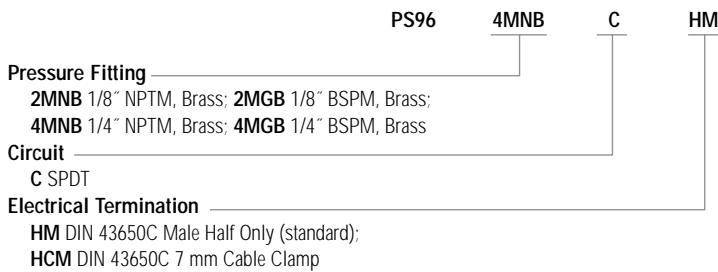 PS96 4MNB C HM
Pressure Fitting
2MNB 1/8˝ NPTM, Brass; 2MGB 1/8˝ BSPM, Brass;
4MNB 1/4˝ NPTM, Brass; 4MGB 1/4˝ BSPM, Brass
Circuit
C SPDT
Electrical Termination
HM DIN 43650C Male Half Only (standard);
HCM DIN 43650C 7 mm Cable Clamp